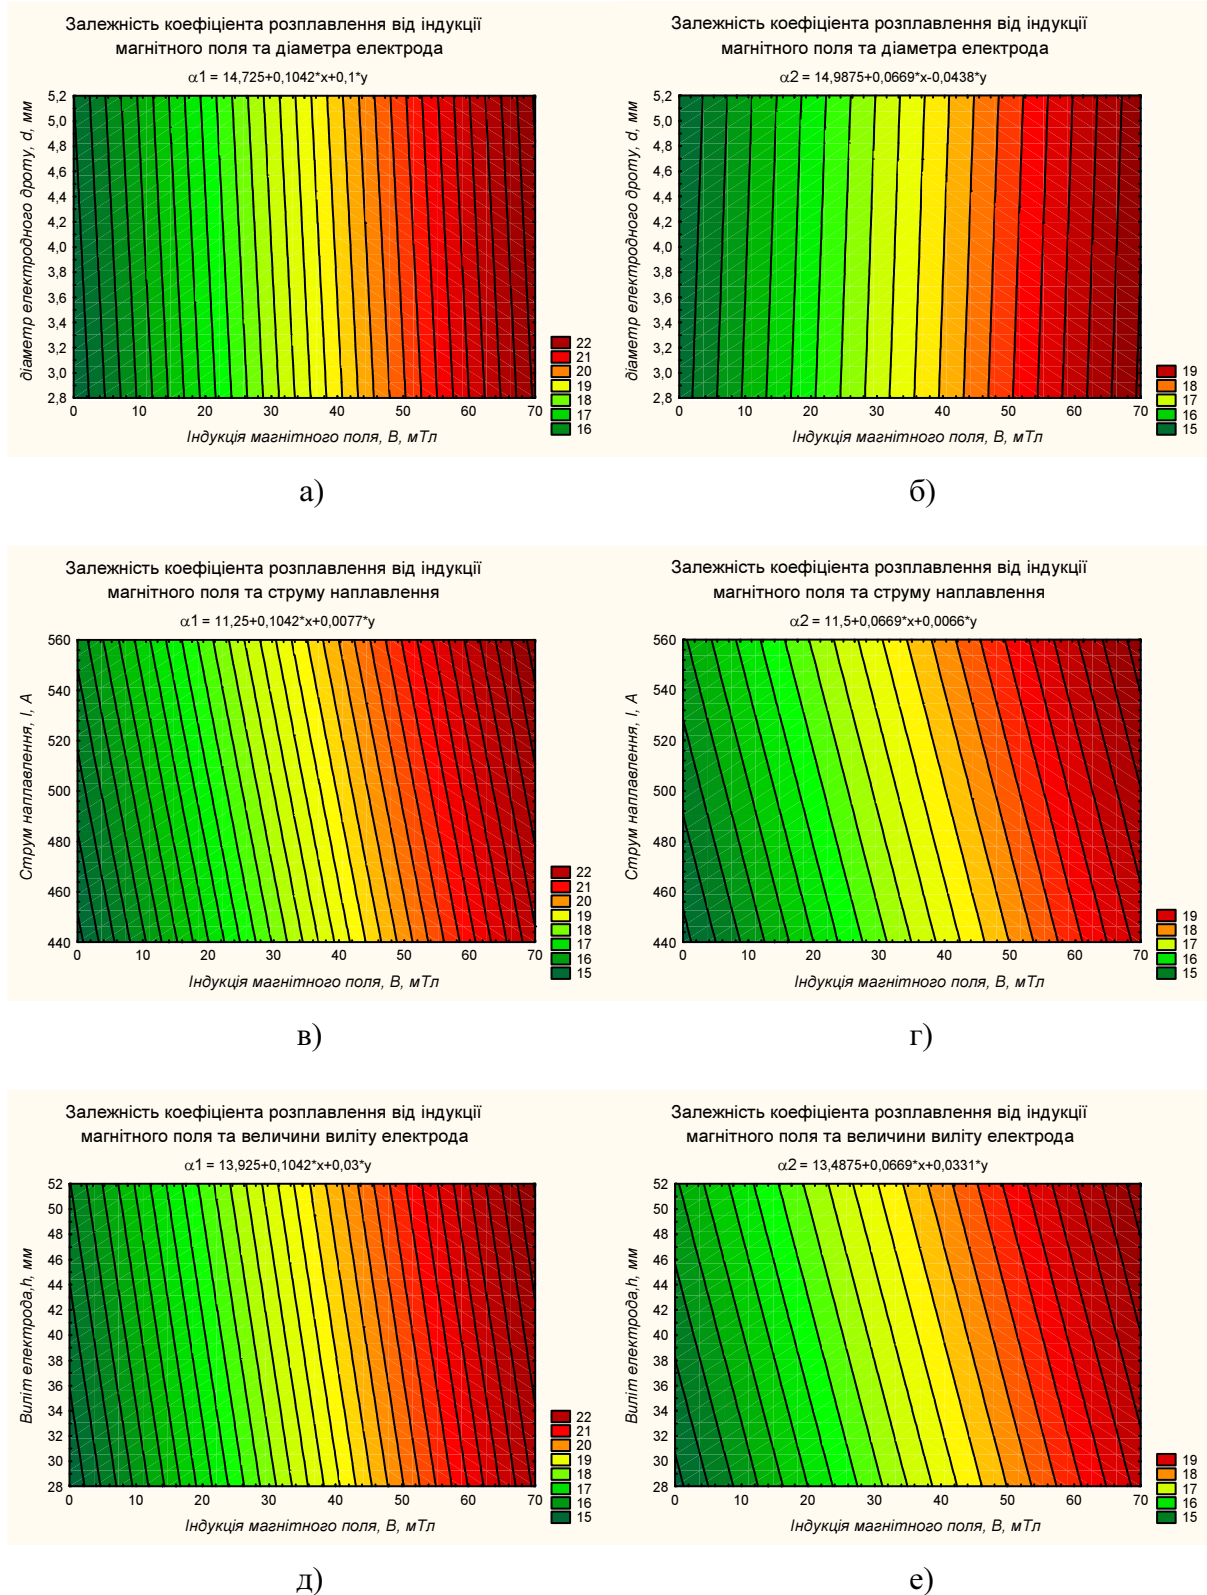 Залежність коефіцієнта розплавлення від індукції
магнітного поля та діаметра електрода
α1 = 14,725+0,1042*x+0,1*y
5,2
5,0
4,8
4,6
4,4
4,2
4,0
3,8
3,6
3,4
3,2
3,0
2,8
діаметр електродного дроту, d, мм
0 10 20 30 40 50 60 70
Індукція магнітного поля, В, мТл
22
21
20
19
18
17
16
а)
Залежність коефіцієнта розплавлення від індукції
магнітного поля та діаметра електрода
α2 = 14,9875+0,0669*x-0,0438*y
5,2
5,0
4,8
4,6
4,4
4,2
4,0
3,8
3,6
3,4
3,2
3,0
2,8
діаметр електродного дроту, d, мм
0 10 20 30 40 50 60 70
Індукція магнітного поля, В, мТл
19
18
17
16
15
б)
Залежність коефіцієнта розплавлення від індукції
магнітного поля та струму наплавлення
α1 = 11,25+0,1042*x+0,0077*y
560
540
520
500
480
460
440
Струм наплавлення, I, А
0 10 20 30 40 50 60 70
Індукція магнітного поля, В, мТл
22
21
20
19
18
17
16
15
в)
Залежність коефіцієнта розплавлення від індукції
магнітного поля та струму наплавлення
α2 = 11,5+0,0669*x+0,0066*y
560
540
520
500
480
460
440
Струм наплавлення, I, А
0 10 20 30 40 50 60 70
Індукція магнітного поля, В, мТл
19
18
17
16
15
г)
Залежність коефіцієнта розплавлення від індукції
магнітного поля та величини виліту електрода
α1 = 13,925+0,1042*x+0,03*y
52
50
48
46
44
42
40
38
36
34
32
30
28
Виліт електрода,h, мм
0 10 20 30 40 50 60 70
Індукція магнітного поля, В, мТл
22
21
20
19
18
17
16
15
д)
Залежність коефіцієнта розплавлення від індукції
магнітного поля та величини виліту електрода
α2 = 13,4875+0,0669*x+0,0331*y
52
50
48
46
44
42
40
38
36
34
32
30
28
Виліт електрода,h, мм
0 10 20 30 40 50 60 70
Індукція магнітного поля, В, мТл
19
18
17
16
15
е)